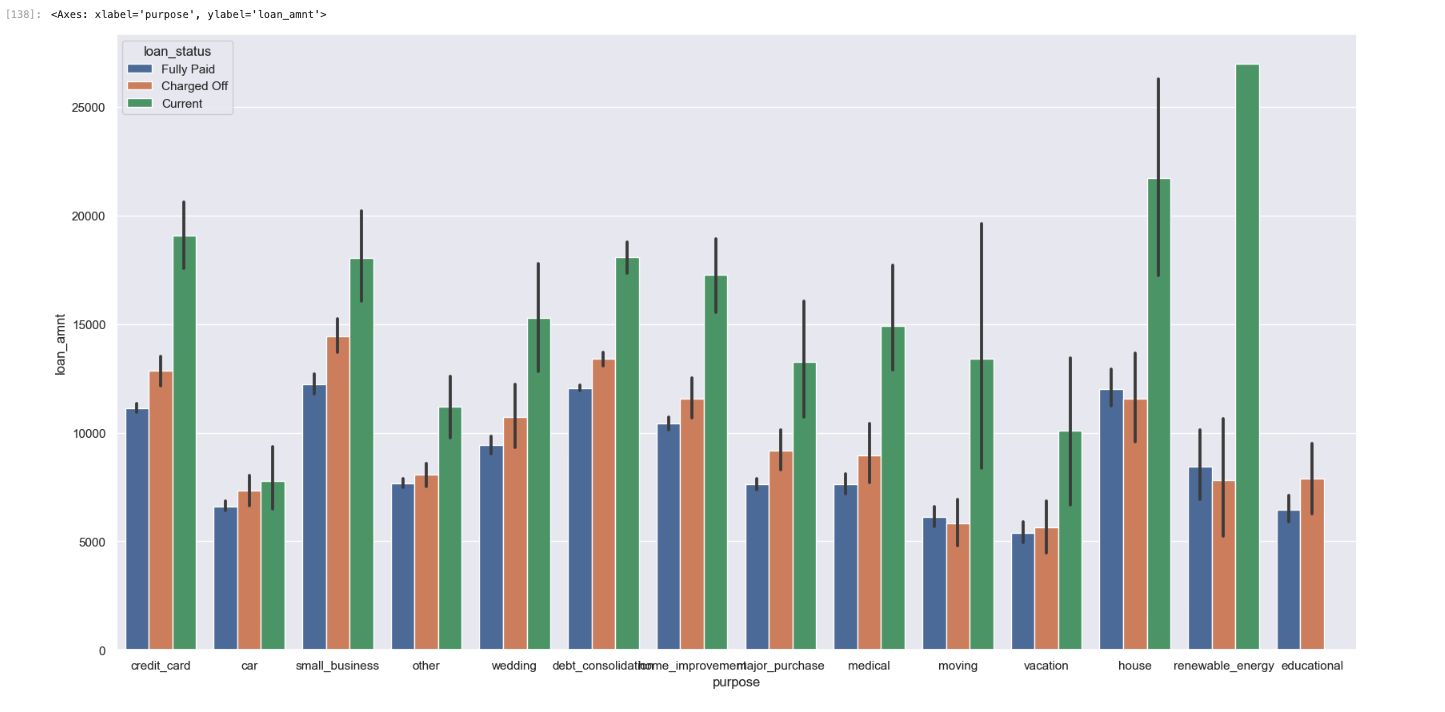 [138]: <Axes: xlabel='purpose', ylabel='loan_amnt'>
loan_status
Fully Paid
Charged Off
Current
25000
20000
15000
10000
5000
0
loan_amnt
credit_card car small_business other wedding debt_consolidation home_improvement major_purchase medical moving vacation house renewable_energy educational
purpose